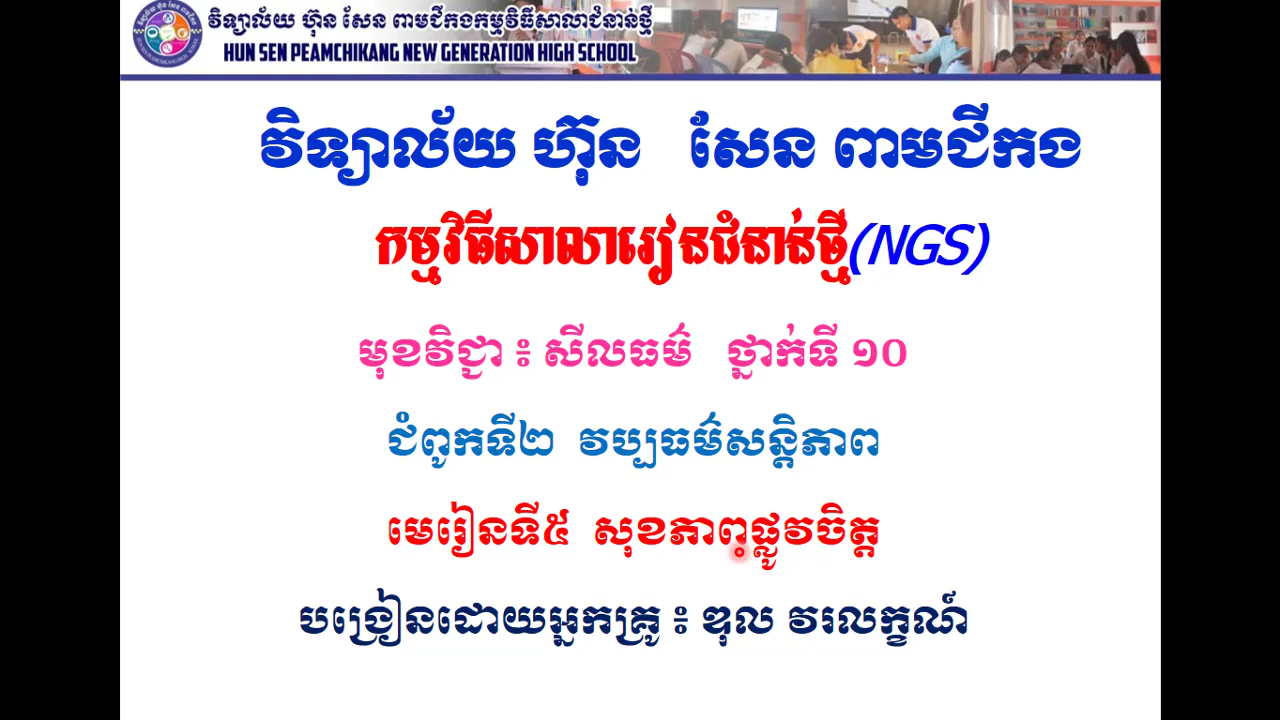 វិទ្យាល័យ ហ៊ុន សែន ពាមជីកងកម្មវិធីសាលាជំនាន់ថ្មី
HUN SEN PEAMCHIKANG NEW GENERATION HIGH SCHOOL
វិទ្យាល័យ ហ៊ុន សែន ពាមជីកង
កម្មវិធីសាលារៀនជំនាន់ថ្មី(NGS)
មុខវិជ្ជា ៖ សីលធម៌ ថ្នាក់ទី ១០
ជំពូកទី២ វប្បធម៌សន្តិភាព
មេរៀនទី៥ សុខភាពផ្លូវចិត្ត
បង្រៀនដោយអ្នកគ្រូ ៖ ឌុល វរលក្ខណ៍